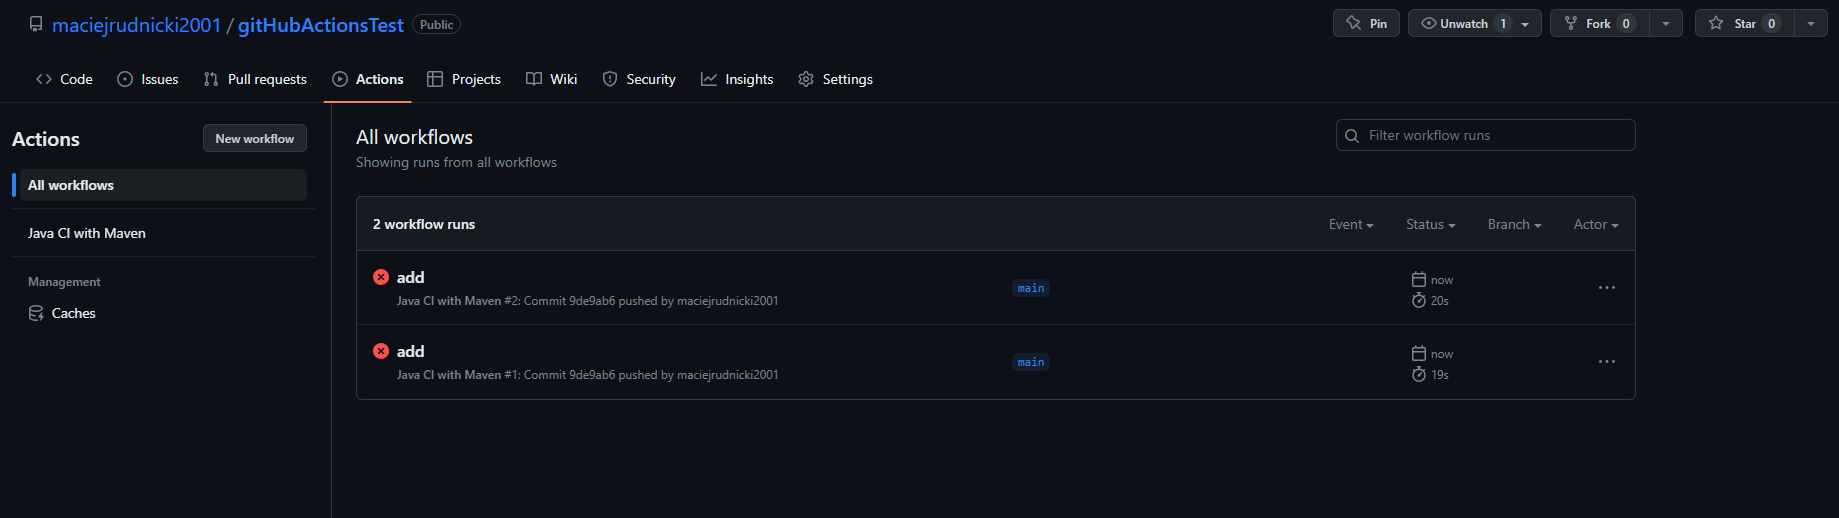 maciejrudnicki2001 / gitHubActionsTest Public
Pin Unwatch 1 Fork 0 Star 0
Code Issues Pull requests Actions Projects Wiki Security Insights Settings
Actions New workflow
All workflows
Java CI with Maven
Management
Caches
All workflows
Showing runs from all workflows
Filter workflow runs
2 workflow runs Event Status Branch Actor
add
Java CI with Maven #2: Commit 9de9ab6 pushed by maciejrudnicki2001
main
now
20s
add
Java CI with Maven #1: Commit 9de9ab6 pushed by maciejrudnicki2001
main
now
19s